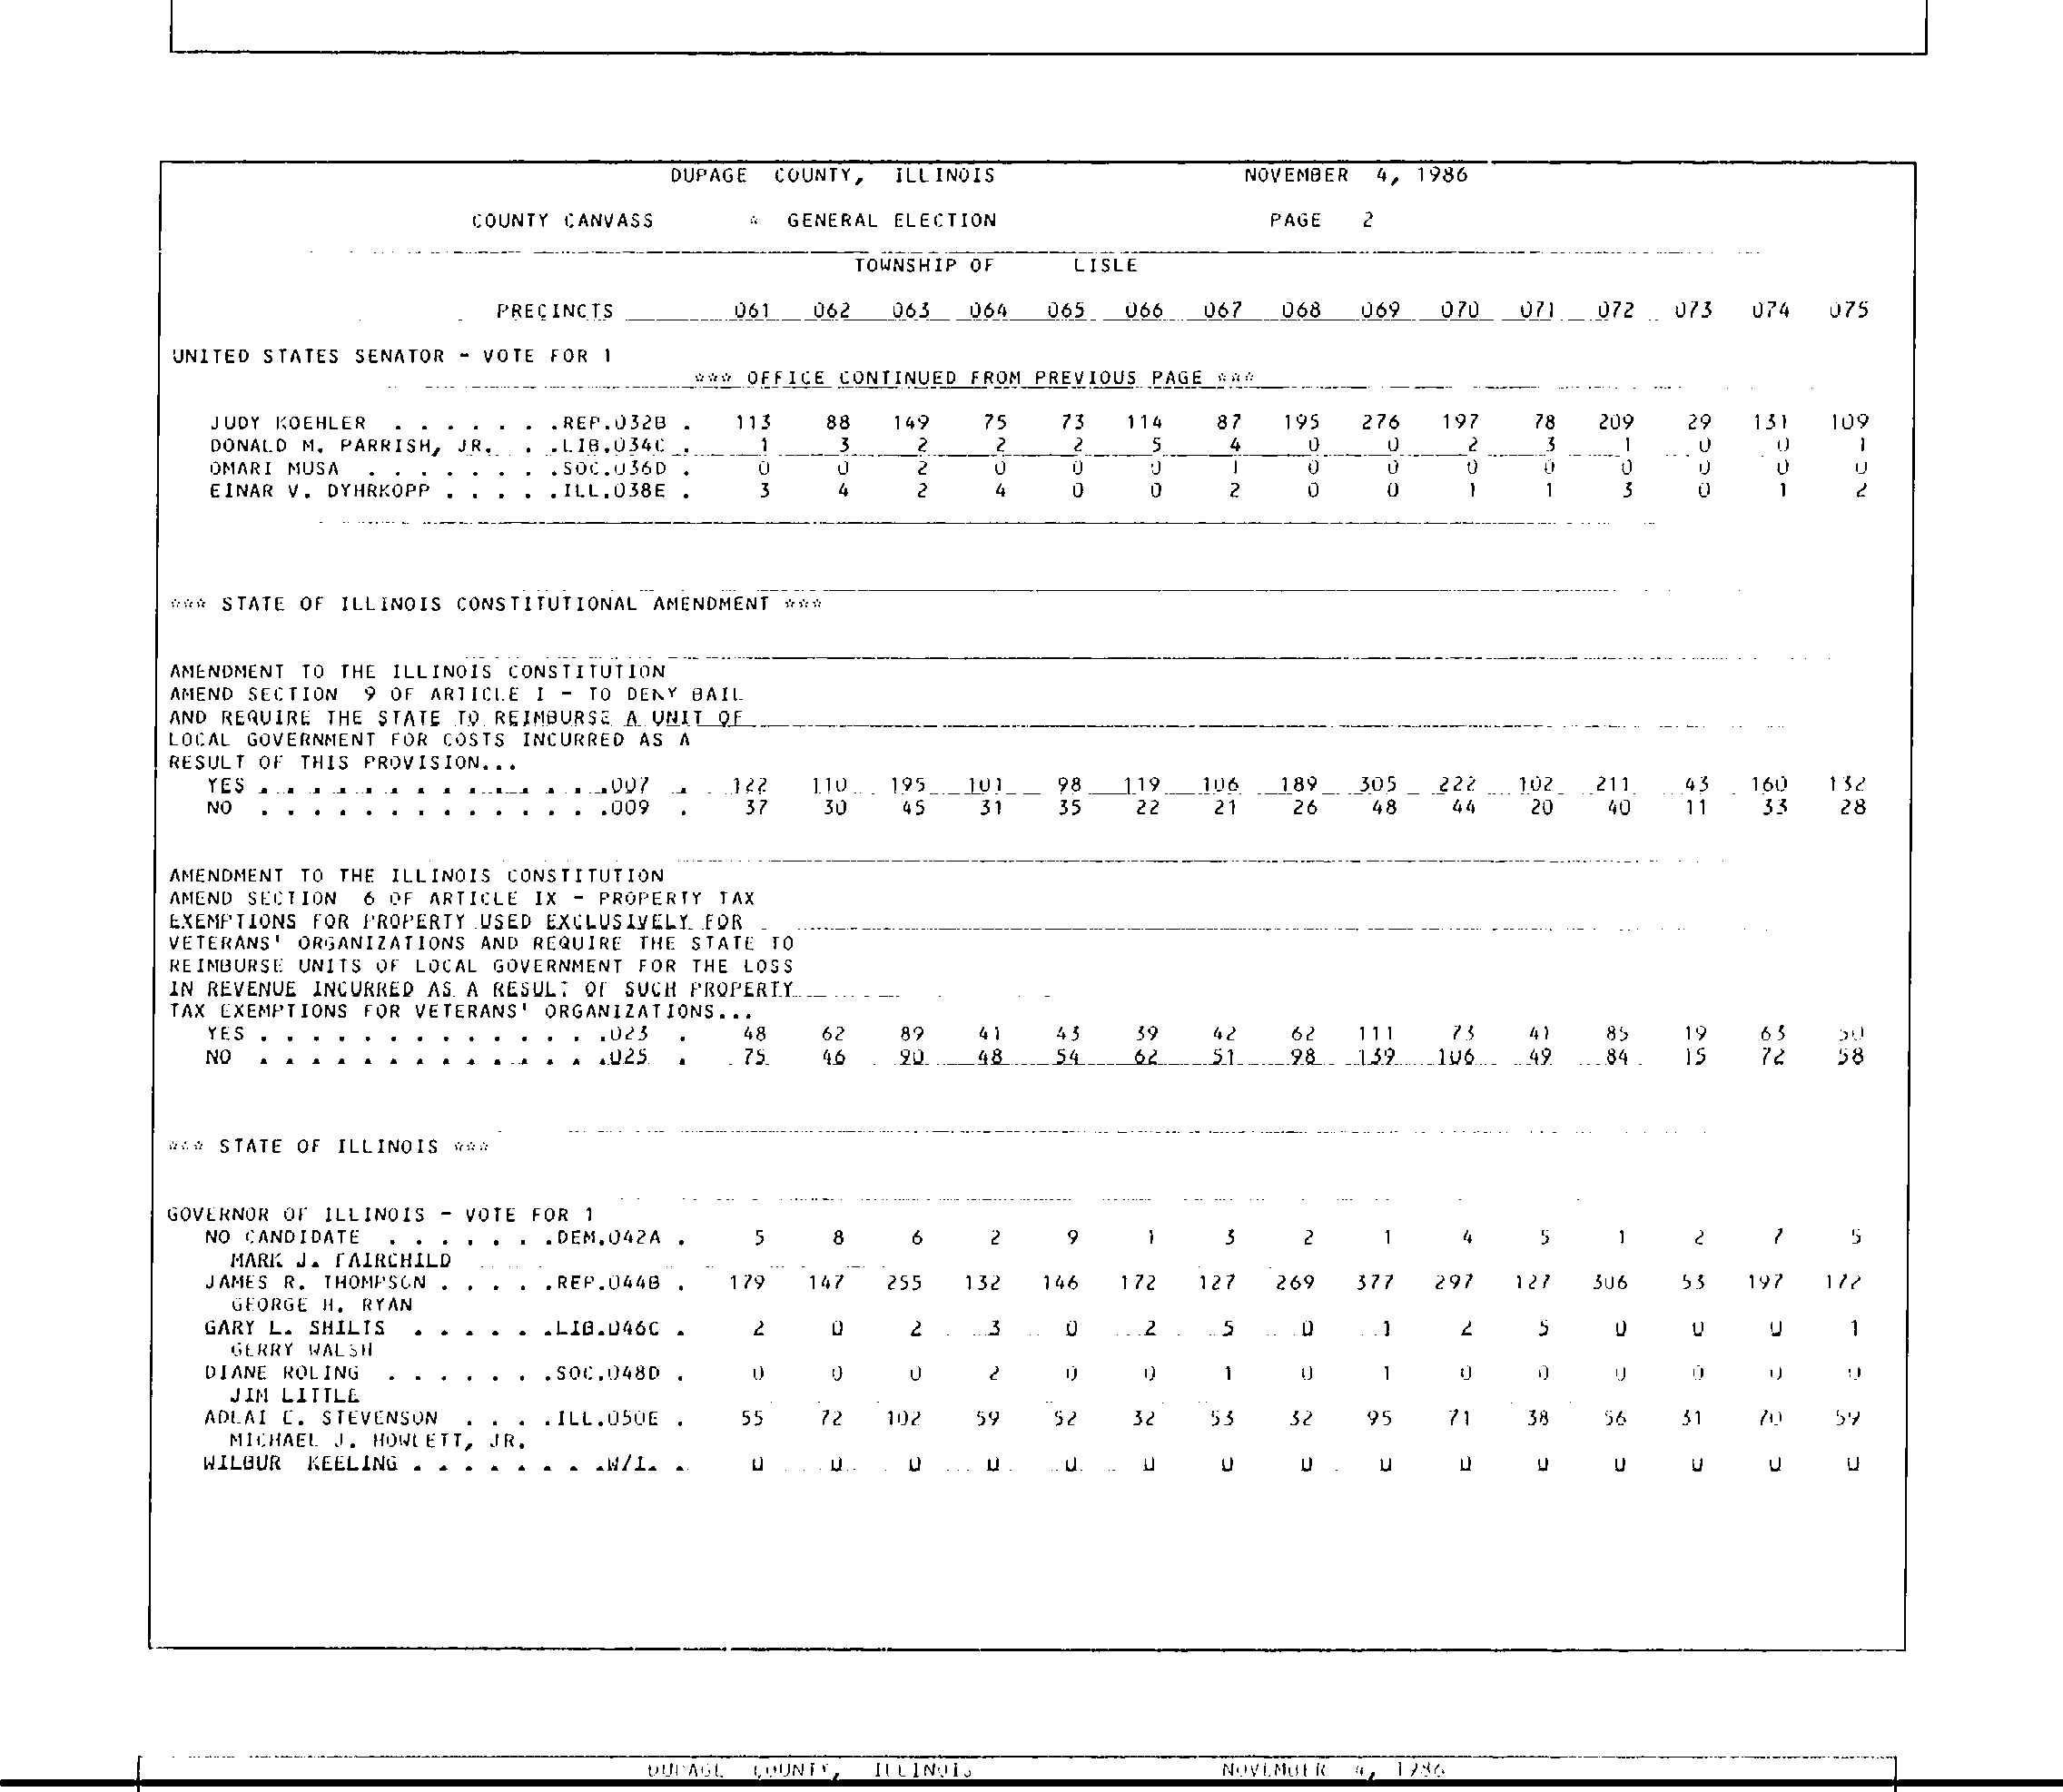 DUPAGE COUNTY, ILLINOIS NOVEMBER 4, 1986
COUNTY CANVASS * GENERAL ELECTION PAGE 2
TOWNSHIP OF LISLE
PRECINCTS 061 062 063 064 065 066 067 068 069 070 071 072 073 074 075
UNITED STATES SENATOR - VOTE FOR 1
*** OFFICE CONTINUED FROM PREVIOUS PAGE ***
JUDY KOEHLER . . . . . . .REP.032B . 113 88 149 75 73 114 87 195 276 197 78 209 29 131 109
DONALD M. PARRISH, JR. . .LIB.034C . 1 3 2 2 2 5 4 0 0 2 3 1 0 0 1
OMARI MUSA . . . . . . . .SOC.036D . 0 0 2 0 0 0 1 0 0 0 0 0 0 0 0
EINAR V. DYHRKOPP . . . . .ILL.038E . 3 4 2 4 0 0 2 0 0 1 1 3 0 1 2
*** STATE OF ILLINOIS CONSTITUTIONAL AMENDMENT ***
AMENDMENT TO THE ILLINOIS CONSTITUTION
AMEND SECTION 9 OF ARTICLE I - TO DENY BAIL
AND REQUIRE THE STATE TO REIMBURSE A UNIT OF
LOCAL GOVERNMENT FOR COSTS INCURRED AS A
RESULT OF THIS PROVISION...
YES . . . . . . . . . . . . . .007 . 122 110 195 101 98 119 106 189 305 222 102 211 43 160 132
NO . . . . . . . . . . . . . .009 . 37 30 45 31 35 22 21 26 48 44 20 40 11 33 28
AMENDMENT TO THE ILLINOIS CONSTITUTION
AMEND SECTION 6 OF ARTICLE IX - PROPERTY TAX
EXEMPTIONS FOR PROPERTY USED EXCLUSIVELY FOR
VETERANS' ORGANIZATIONS AND REQUIRE THE STATE TO
REIMBURSE UNITS OF LOCAL GOVERNMENT FOR THE LOSS
IN REVENUE INCURRED AS A RESULT OF SUCH PROPERTY
TAX EXEMPTIONS FOR VETERANS' ORGANIZATIONS...
YES . . . . . . . . . . . . . .023 . 48 62 89 41 43 39 42 62 111 73 41 85 19 63 50
NO . . . . . . . . . . . . . .025 . 75 46 90 48 54 62 51 98 139 106 49 84 15 72 58
*** STATE OF ILLINOIS ***
GOVERNOR OF ILLINOIS - VOTE FOR 1
NO CANDIDATE . . . . . . .DEM.042A . 5 8 6 2 9 1 3 2 1 4 5 1 2 7 5
MARK J. FAIRCHILD
JAMES R. THOMPSON . . . . .REP.044B . 179 147 255 132 146 172 127 269 377 297 127 306 53 197 172
GEORGE H. RYAN
GARY L. SHILTS . . . . . .LIB.046C . 2 0 2 3 0 2 5 0 1 2 5 0 0 0 1
GERRY WALSH
DIANE ROLING . . . . . . .SOC.048D . 0 0 0 2 0 0 1 0 1 0 0 0 0 0 0
JIM LITTLE
ADLAI E. STEVENSON . . . .ILL.050E . 55 72 102 59 52 32 53 32 95 71 38 56 31 70 59
MICHAEL J. HOWLETT, JR.
WILBUR KEELING . . . . . . . .W/I. . 0 0 0 0 0 0 0 0 0 0 0 0 0 0 0
DUPAGE COUNTY, ILLINOIS NOVEMBER 4, 1986